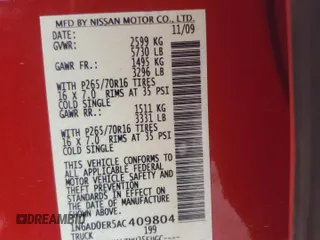 MFD BY NISSAN MOTOR CO., LTD.
DATE: 11/09
GVWR: 2599 KG
5730 LB
GAWR FR.: 1495 KG
3296 LB
WITH P265/70R16 TIRES
16 x 7.0 RIMS AT 35 PSI
COLD SINGLE
GAWR RR.: 1511 KG
3331 LB
WITH P265/70R16 TIRES
16 x 7.0 RIMS AT 35 PSI
COLD SINGLE
THIS VEHICLE CONFORMS TO
ALL APPLICABLE FEDERAL
MOTOR VEHICLE SAFETY AND
THEFT PREVENTION
STANDARDS IN EFFECT ON THE
DATE OF MANUFACTURE
SHOWN ABOVE.
1N6AD0ER5AC409804
TRUCK 199
DREAMBID